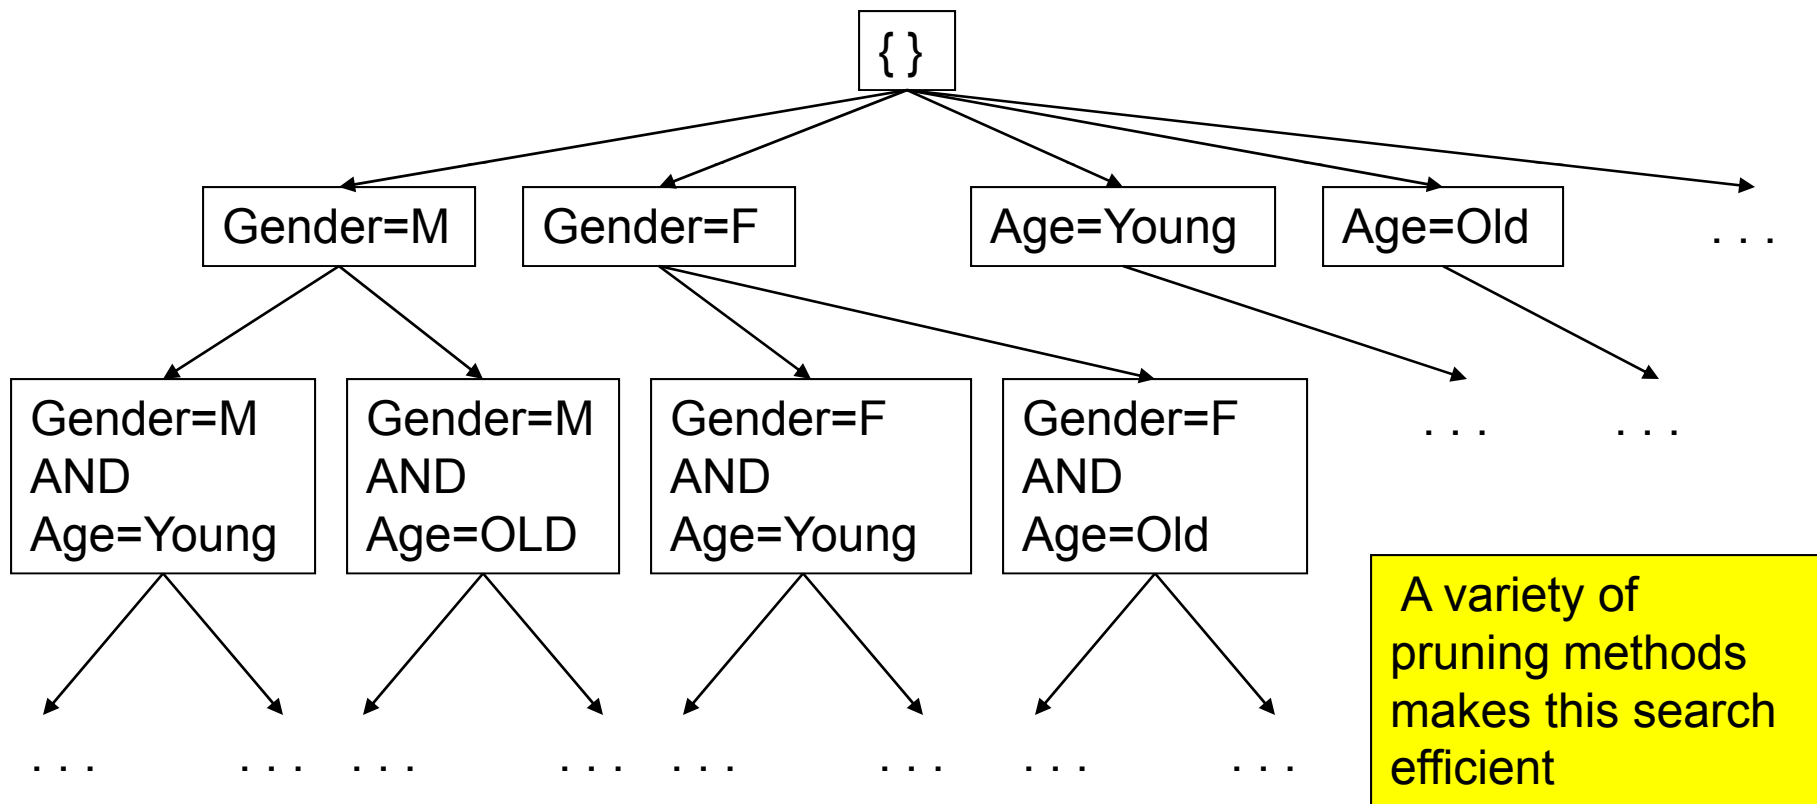 { }
Gender=M
Gender=F
Age=Young
Age=Old
. . .
Gender=M
AND
Age=Young
Gender=M
AND
Age=OLD
Gender=F
AND
Age=Young
Gender=F
AND
Age=Old
. . .
. . .
A variety of
pruning methods
makes this search
efficient
. . .
. . .
. . .
. . .
. . .
. . .
. . .
. . .